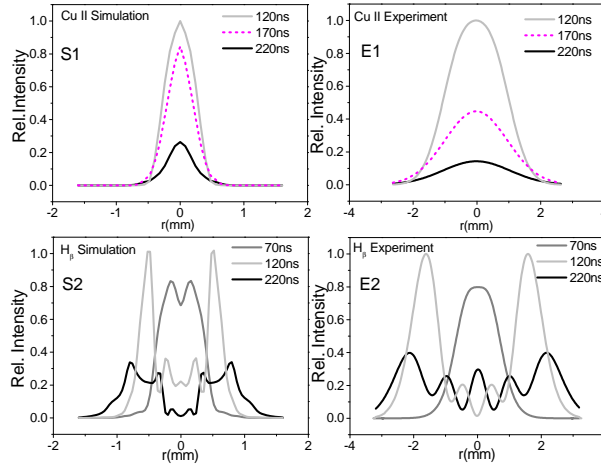 Cu II Simulation
120ns
170ns
220ns
S1
Rel. Intensity
1.0
0.8
0.6
0.4
0.2
0.0
-2 -1 0 1 2
r(mm)
Cu II Experiment
120ns
170ns
220ns
E1
Rel. Intensity
1.0
0.8
0.6
0.4
0.2
0.0
-4 -2 0 2 4
r(mm)
Hβ Simulation
70ns
120ns
220ns
S2
Rel. Intensity
1.0
0.8
0.6
0.4
0.2
0.0
-2 -1 0 1 2
r(mm)
Hβ Experiment
70ns
120ns
220ns
E2
Rel. Intensity
1.0
0.8
0.6
0.4
0.2
0.0
-4 -2 0 2 4
r(mm)